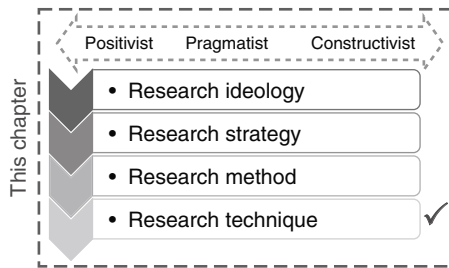 Positivist Pragmatist Constructivist
This chapter
• Research ideology
• Research strategy
• Research method
• Research technique ✓